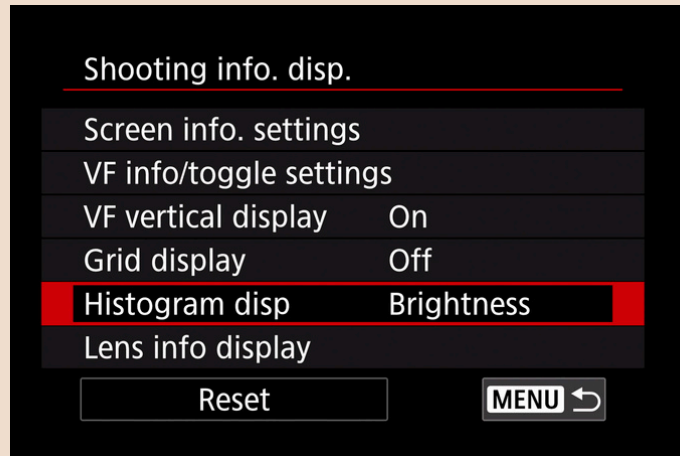 Shooting info. disp.
Screen info. settings
VF info/toggle settings
VF vertical display On
Grid display Off
Histogram disp Brightness
Lens info display
Reset MENU